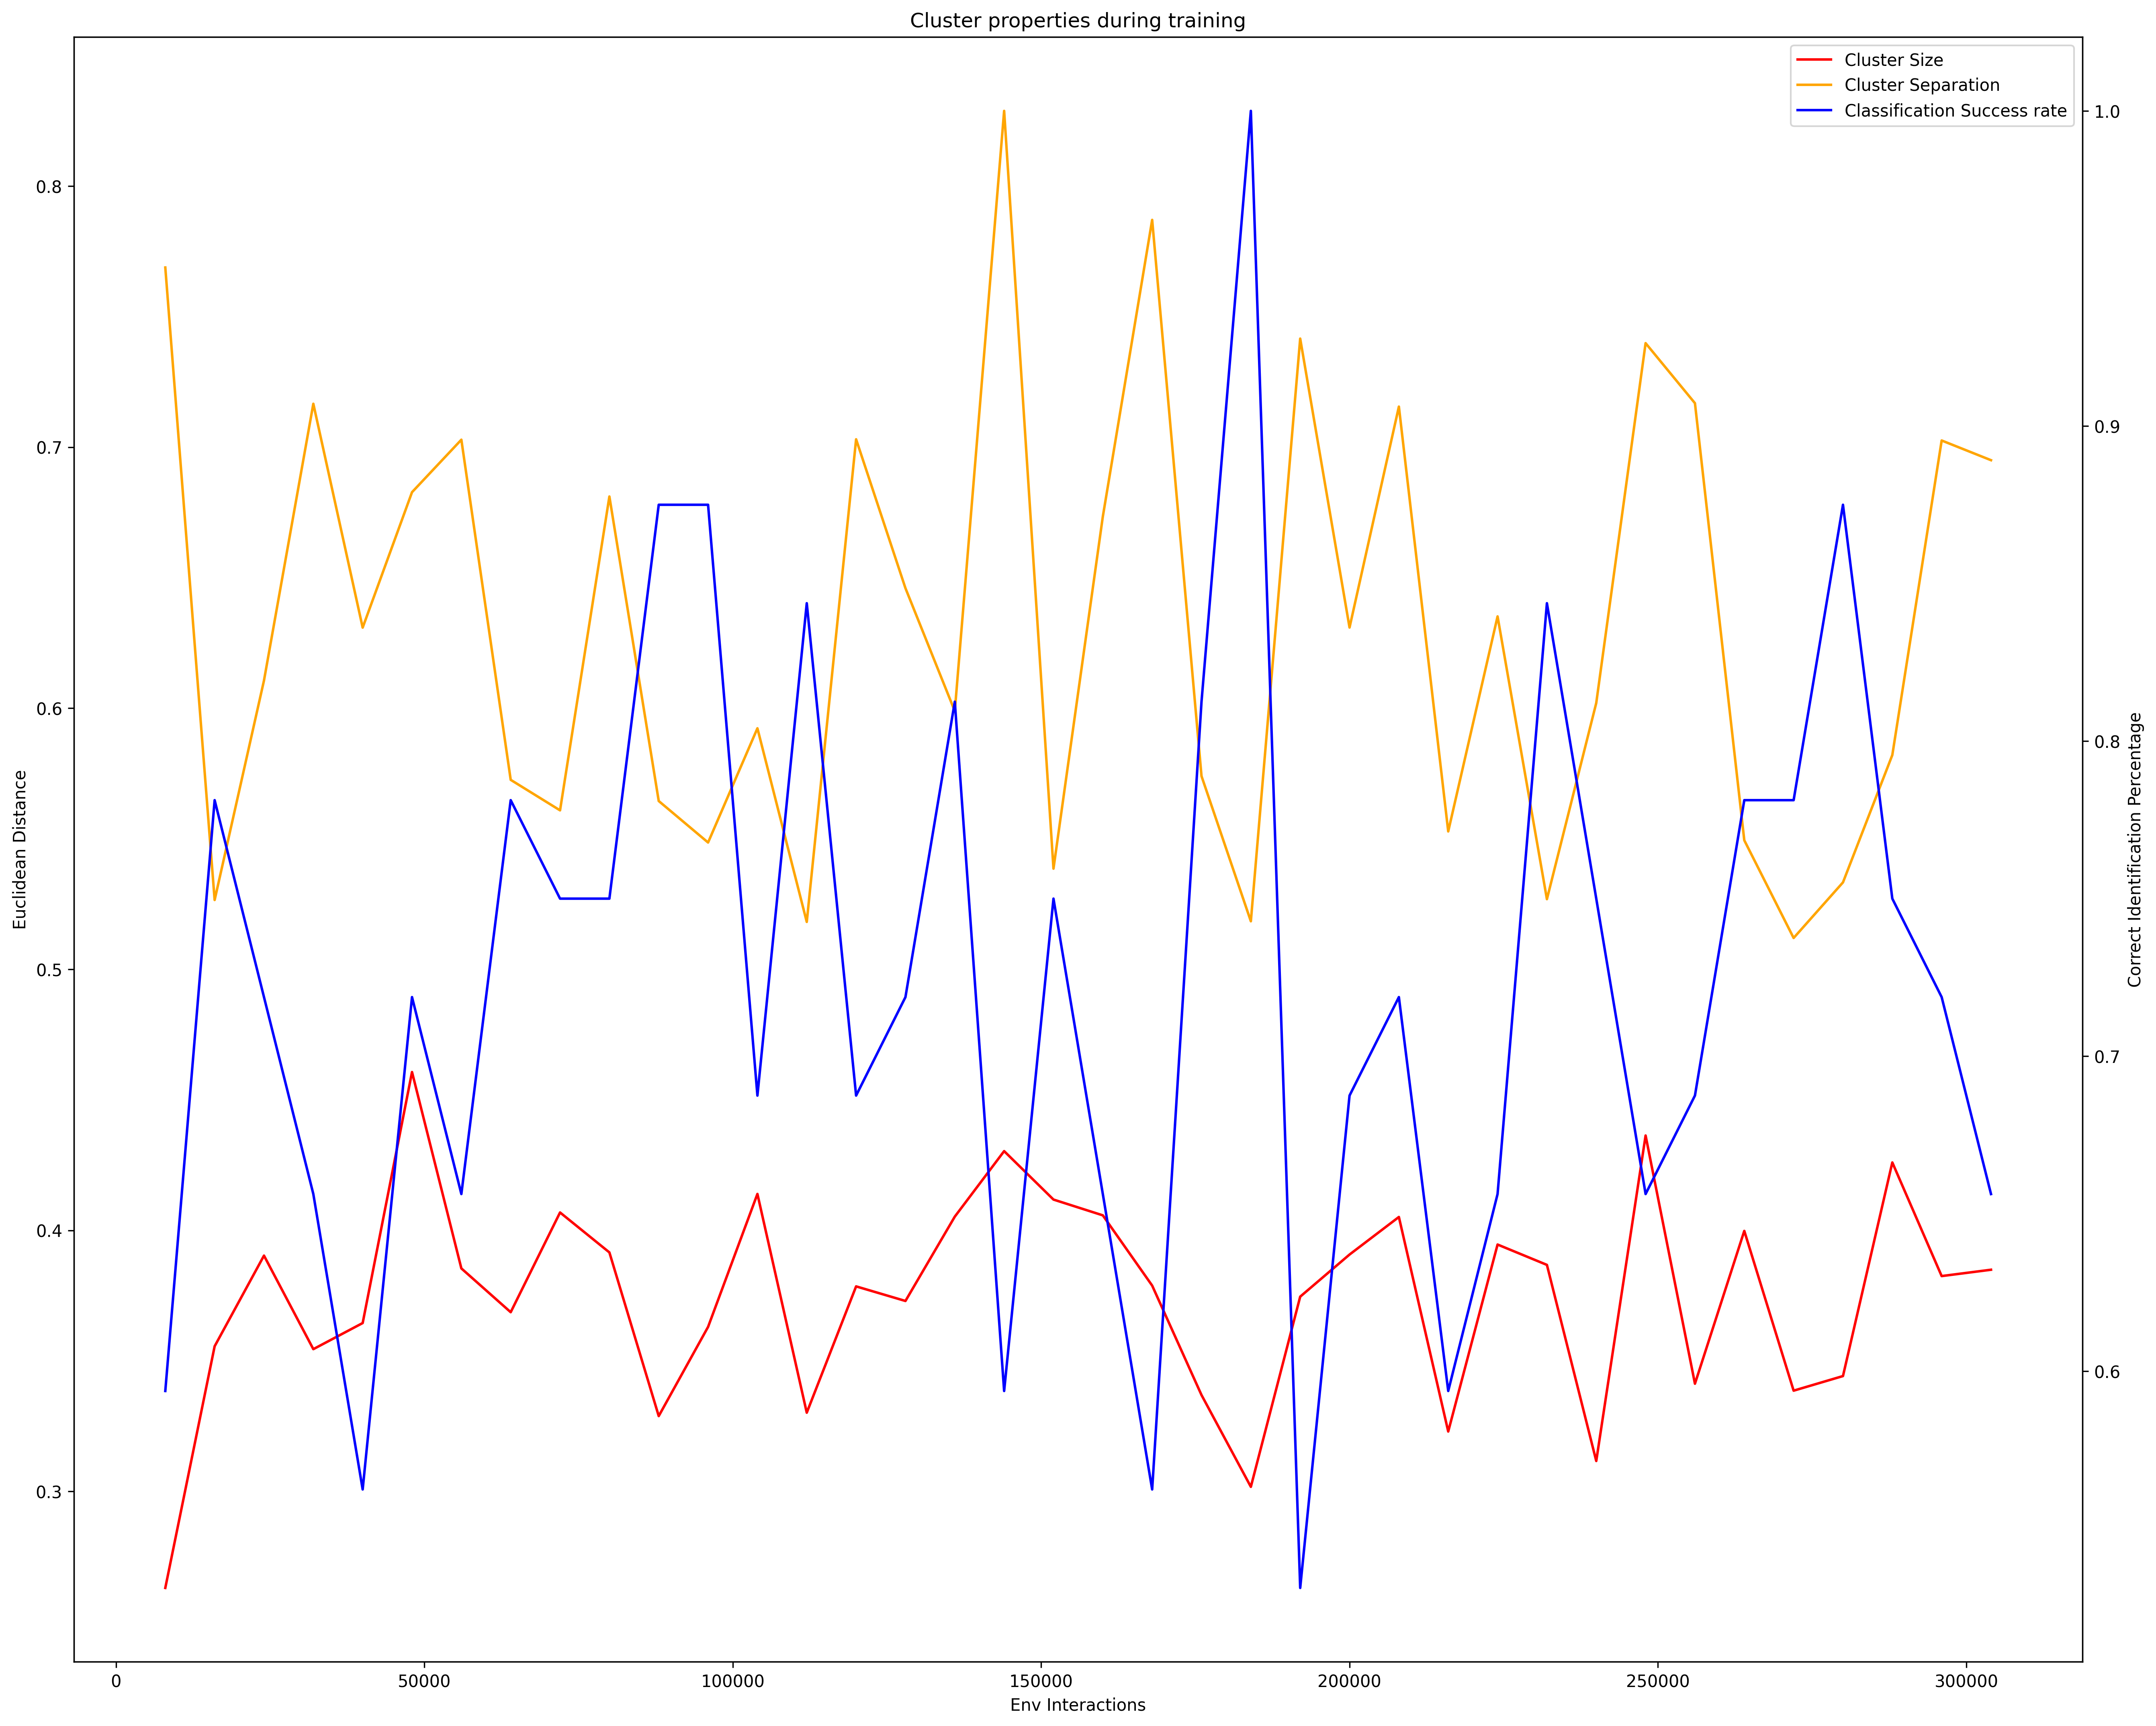 Cluster properties during training
Cluster Size
Cluster Separation
Classification Success rate
0.8
0.7
0.6
0.5
0.4
0.3
Euclidean Distance
1.0
0.9
0.8
0.7
0.6
Correct Identification Percentage
0
50000
100000
150000
200000
250000
300000
Env Interactions